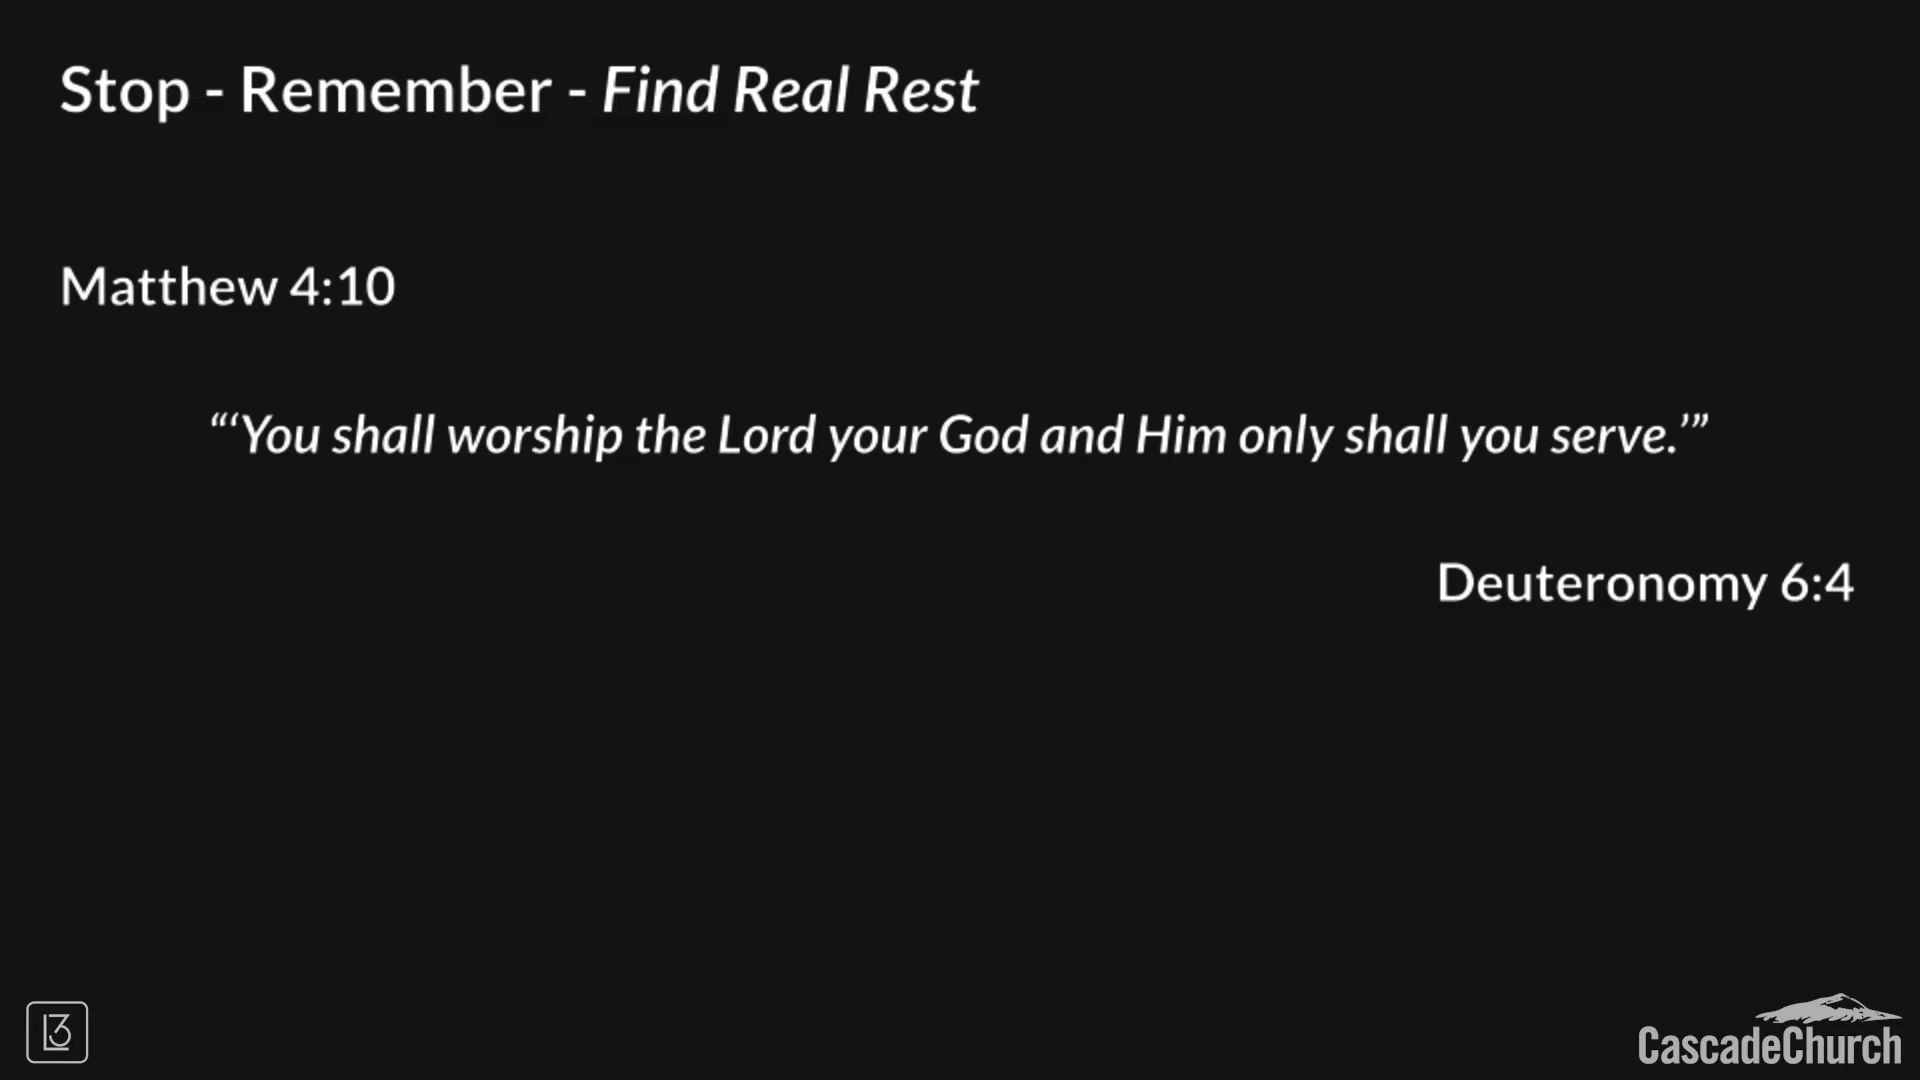 Stop - Remember - Find Real Rest
Matthew 4:10
“‘You shall worship the Lord your God and Him only shall you serve.’”
Deuteronomy 6:4
L3
CascadeChurch